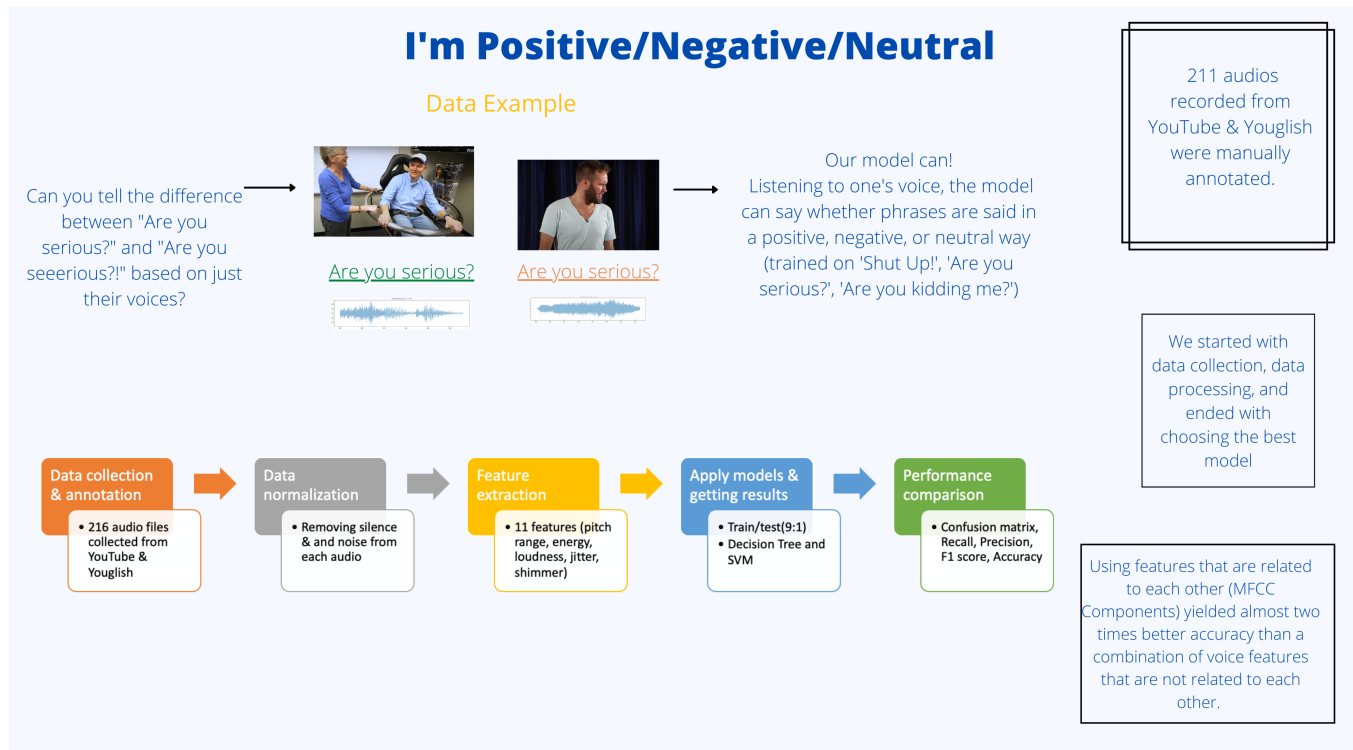 I'm Positive/Negative/Neutral
Data Example
Can you tell the difference
between "Are you
serious?" and "Are you
seeerious?!" based on just
their voices?
Are you serious?
Are you serious?
Our model can!
Listening to one's voice, the model
can say whether phrases are said in
a positive, negative, or neutral way
(trained on 'Shut Up!', 'Are you
serious?', 'Are you kidding me?')
211 audios
recorded from
YouTube & Youglish
were manually
annotated.
We started with
data collection, data
processing, and
ended with
choosing the best
model
Data collection
& annotation
• 216 audio files
collected from
YouTube &
Youglish
Data
normalization
• Removing silence
& and noise from
each audio
Feature
extraction
• 11 features (pitch
range, energy,
loudness, jitter,
shimmer)
Apply models &
getting results
• Train/test(9:1)
• Decision Tree and
SVM
Performance
comparison
• Confusion matrix,
Recall, Precision,
F1 score, Accuracy
Using features that are related
to each other (MFCC
Components) yielded almost two
times better accuracy than a
combination of voice features
that are not related to each
other.